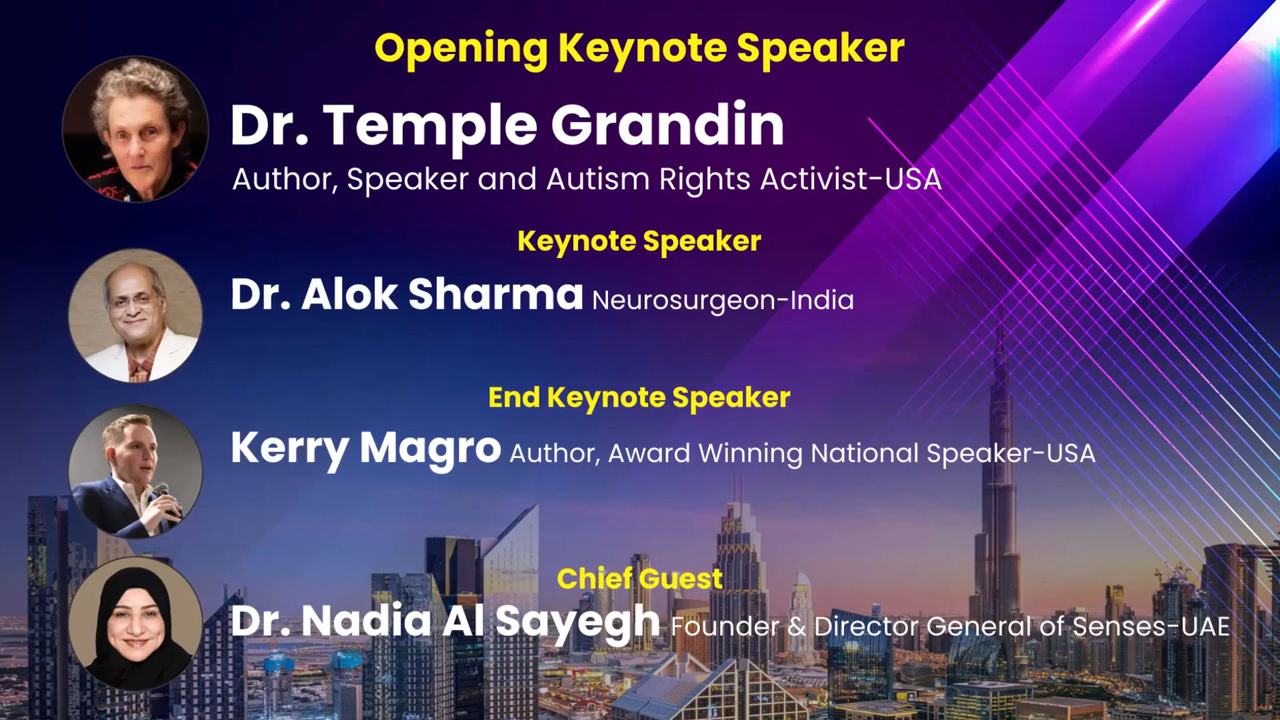 Opening Keynote Speaker
Dr. Temple Grandin
Author, Speaker and Autism Rights Activist-USA
Keynote Speaker
Dr. Alok Sharma Neurosurgeon-India
End Keynote Speaker
Kerry Magro Author, Award Winning National Speaker-USA
Chief Guest
Dr. Nadia Al Sayegh Founder & Director General of Senses-UAE